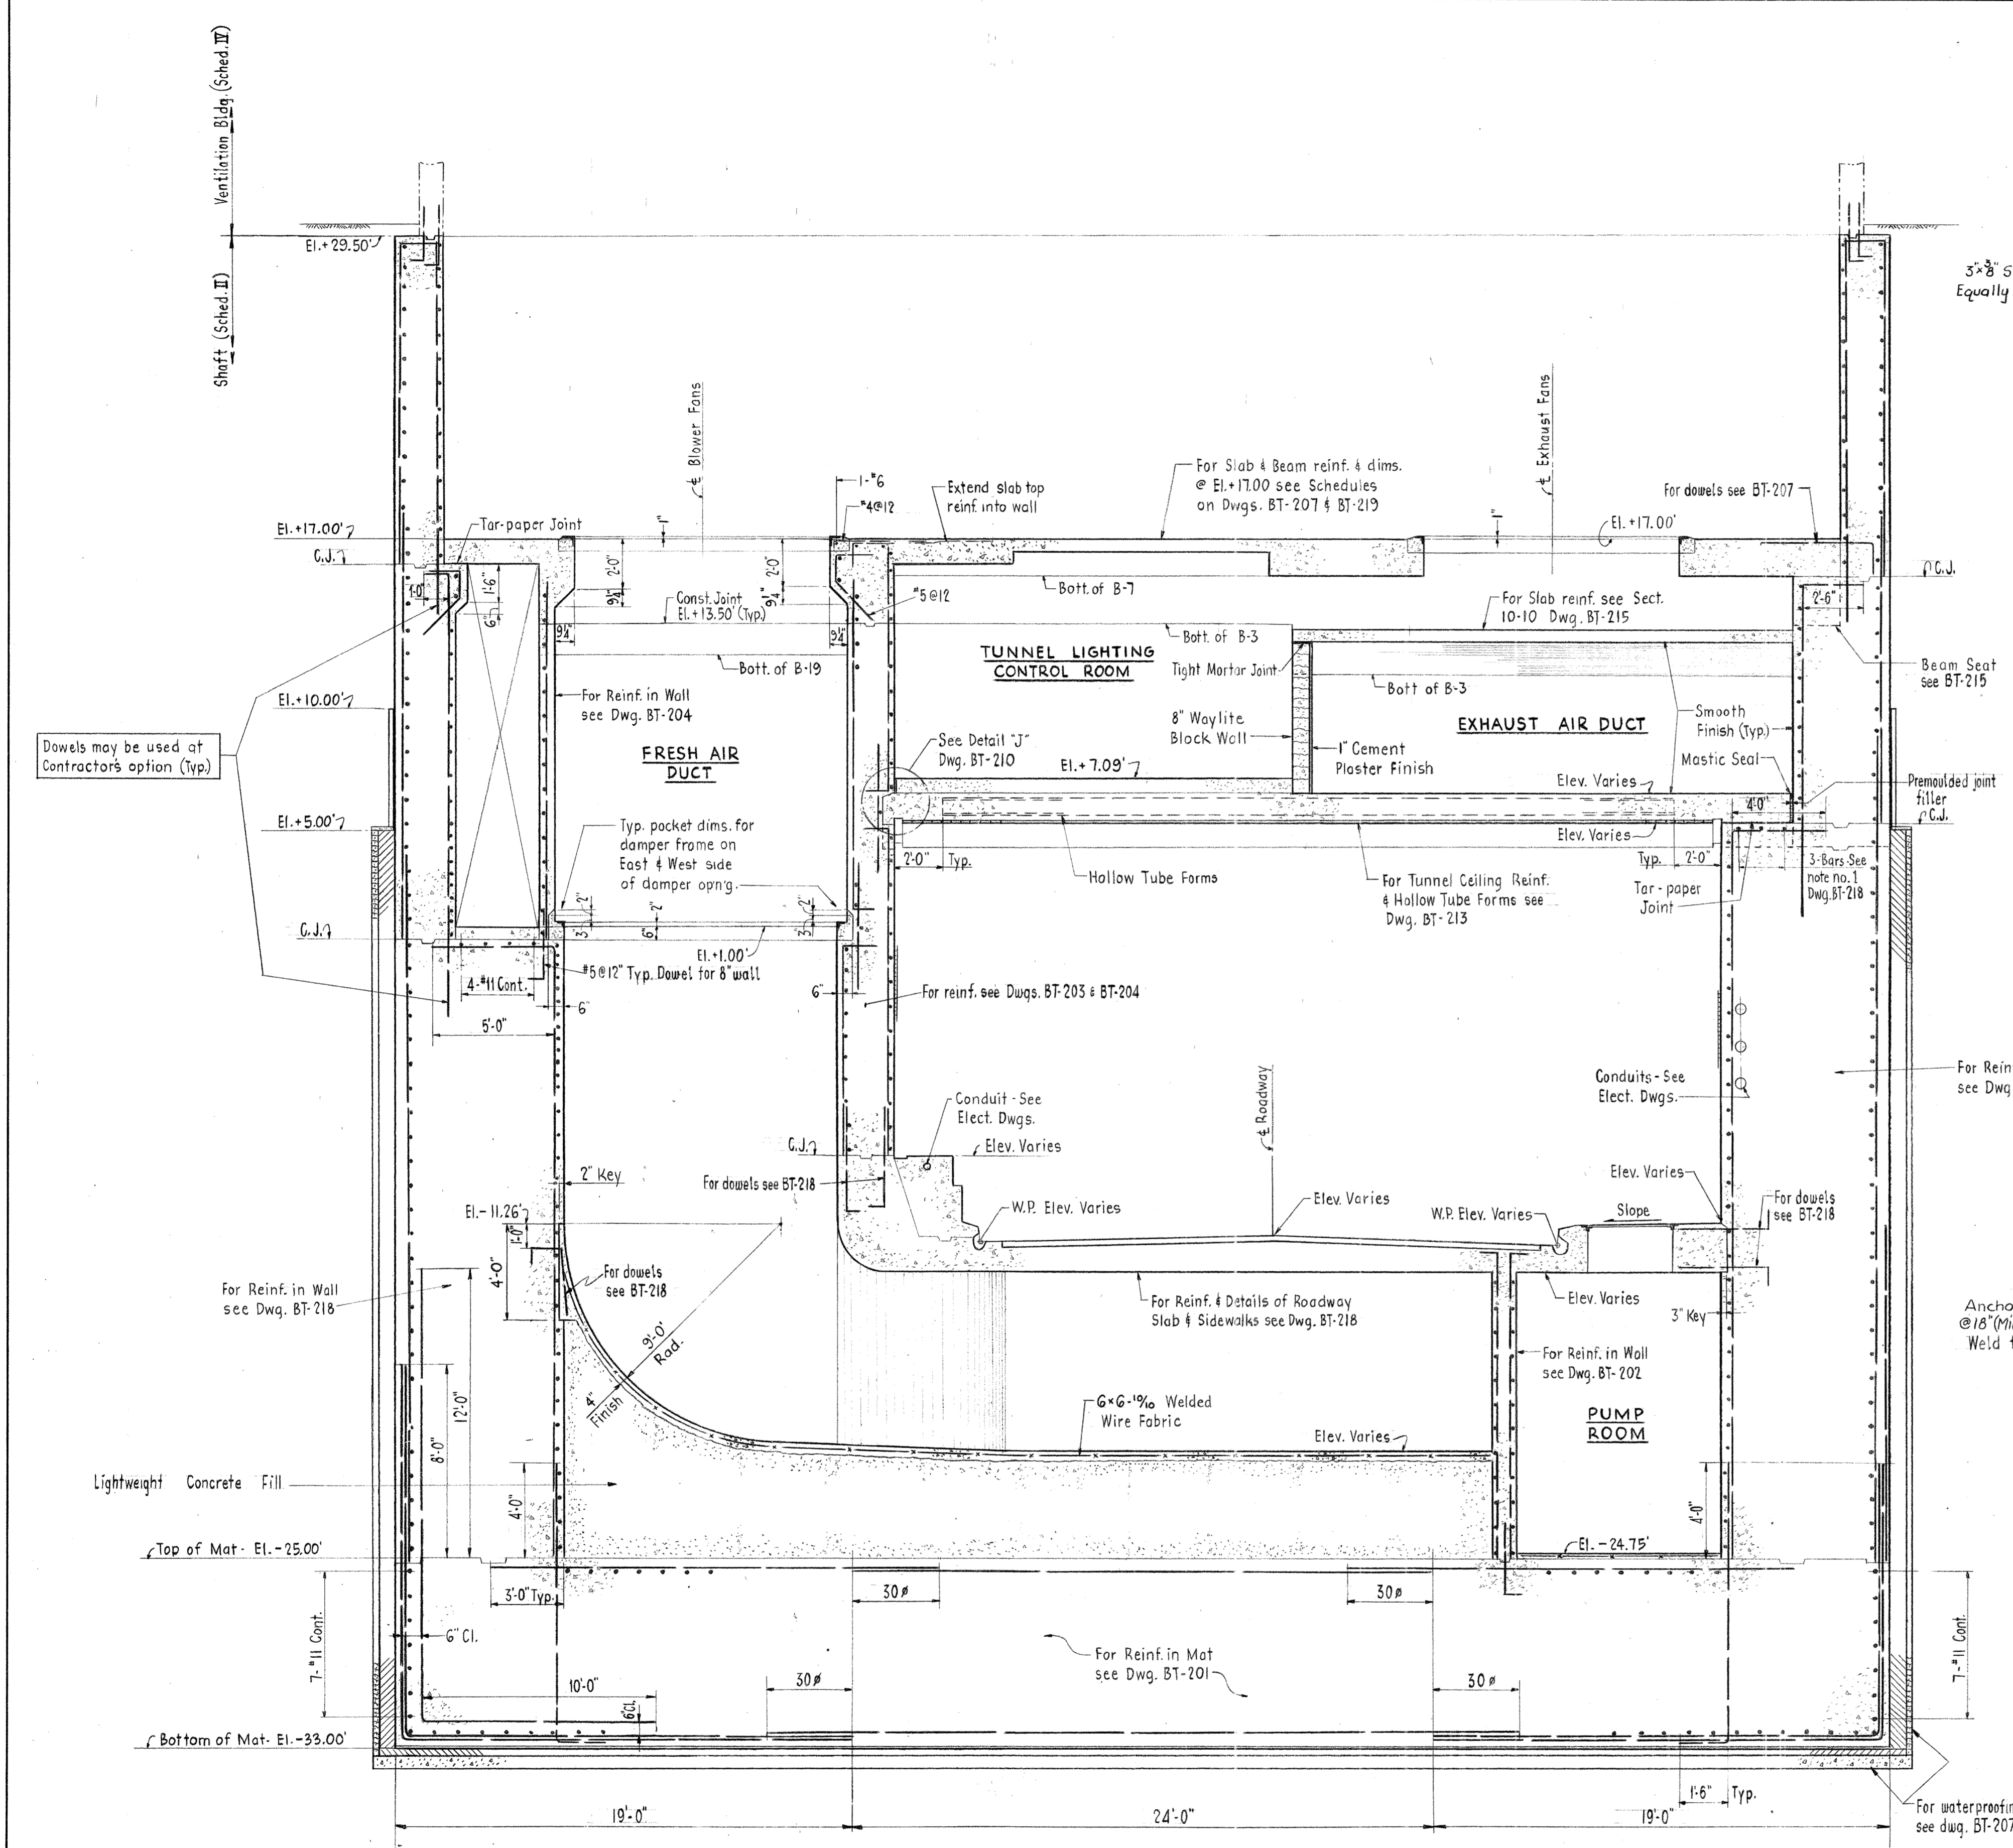 Ventilation Bldg. (Sched. IV)
Shaft (Sched. II)
El.+29.50'
3"x3/8" S
Equally
℄ Blower Fans
℄ Exhaust Fans
1-#6
#4@12
Extend slab top
reinf. into wall
For Slab & Beam reinf. & dims.
@ El.+17.00 see Schedules
on Dwgs. BT-207 & BT-219
For dowels see BT-207
El.+17.00'
Tar-paper Joint
1"
1"
El.+17.00'
C.J.
C.J.
1'-0"
1'-6"
6"
2'-0"
9¼"
9¼"
2'-0"
9¼"
9¼"
#5@12
Const. Joint
El.+13.50' (Typ.)
Bott. of B-7
Bott. of B-3
Bott. of B-19
For Slab reinf. see Sect.
10-10 Dwg. BT-215
2'-6"
TUNNEL LIGHTING
CONTROL ROOM
Tight Mortar Joint
Bott of B-3
Beam Seat
see BT-215
El.+10.00'
For Reinf. in Wall
see Dwg. BT-204
8" Waylite
Block Wall
EXHAUST AIR DUCT
Smooth
Finish (Typ.)
Dowels may be used at
Contractor's option (Typ.)
FRESH AIR
DUCT
See Detail "J"
Dwg. BT-210
El.+7.09'
1" Cement
Plaster Finish
Mastic Seal
Elev. Varies
Premoulded joint
filler
C.J.
4'-0"
El.+5.00'
Typ. pocket dims. for
damper frame on
East & West side
of damper op'n'g.
Elev. Varies
2'-0" Typ.
Typ. 2'-0"
Hollow Tube Forms
For Tunnel Ceiling Reinf.
& Hollow Tube Forms see
Dwg. BT-213
Tar-paper
Joint
3-Bars-See
note no. 1
Dwg. BT-218
C.J.
2"
3"
2"
6"
2"
3"
El.+1.00'
#5@12" Typ. Dowel for 8" wall
4-#11 Cont.
6"
6"
5'-0"
For reinf. see Dwgs. BT-203 & BT-204
Conduit-See
Elect. Dwgs.
℄ Roadway
Conduits-See
Elect. Dwgs.
For Rein
see Dwg
C.J.
Elev. Varies
2" Key
For dowels see BT-218
Elev. Varies
El.-11.26'
1'-0"
4'-0"
W.P. Elev. Varies
Elev. Varies
W.P. Elev. Varies
Slope
For dowels
see BT-218
For Reinf. in Wall
see Dwg. BT-218
For dowels
see BT-218
For Reinf. & Details of Roadway
Slab & Sidewalks see Dwg. BT-218
Elev. Varies
3" Key
Ancho
@18"(Mi
Weld t
9'-0"
Rad.
4"
Finish
For Reinf. in Wall
see Dwg. BT-202
12'-0"
8'-0"
6x6-10/10 Welded
Wire Fabric
Elev. Varies
PUMP
ROOM
Lightweight Concrete Fill
4'-0"
4'-0"
Top of Mat- El.-25.00'
El.-24.75'
3'-0" Typ.
30ø
30ø
7-#11 Cont.
6" Cl.
For Reinf. in Mat
see Dwg. BT-201
7-#11 Cont.
10'-0"
6"Cl.
30ø
30ø
Bottom of Mat- El.-33.00'
1'-6" Typ.
19'-0"
24'-0"
19'-0"
For waterproofin
see dwg. BT-207